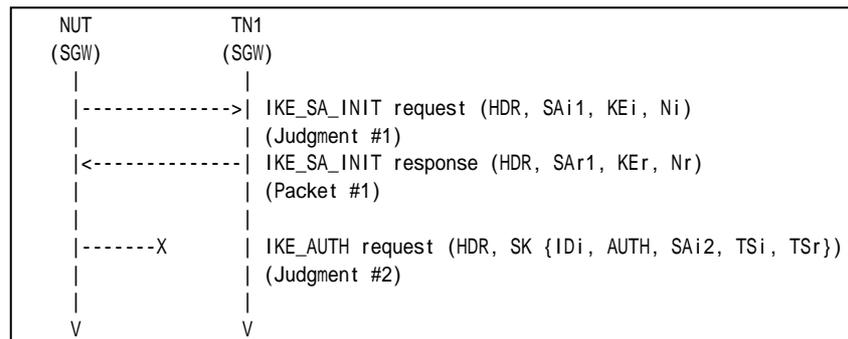 NUT TN1
(SGW) (SGW)
| |
|-------------->| IKE_SA_INIT request (HDR, SAi1, KEi, Ni)
| | (Judgment #1)
|<--------------| IKE_SA_INIT response (HDR, SAr1, KEr, Nr)
| | (Packet #1)
| |
|-------X | IKE_AUTH request (HDR, SK {IDi, AUTH, SAi2, TSi, TSr})
| | (Judgment #2)
| |
V V